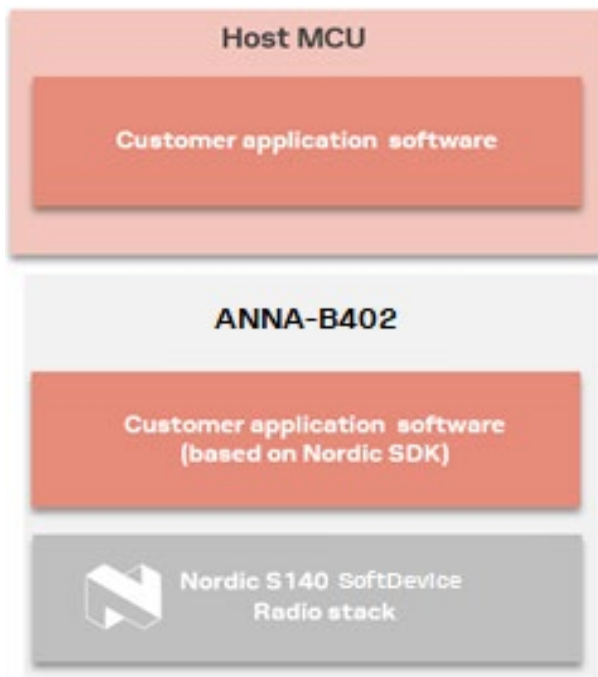 Host MCU
Customer application software
ANNA-B402
Customer application software
(based on Nordic SDK)
Nordic S140 SoftDevice
Radio stack